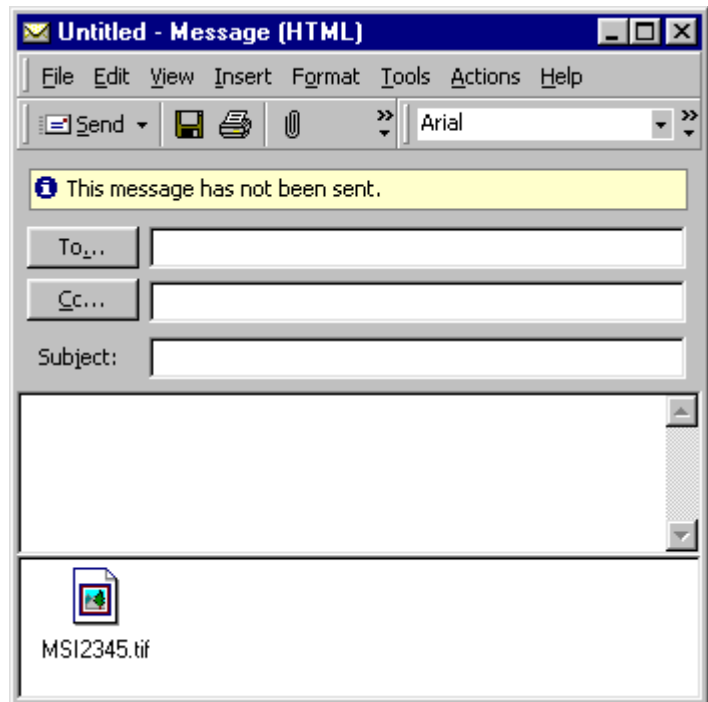 Untitled - Message (HTML)
File Edit View Insert Format Tools Actions Help
Send Arial
This message has not been sent.
To...
Cc...
Subject:
MSI2345.tif